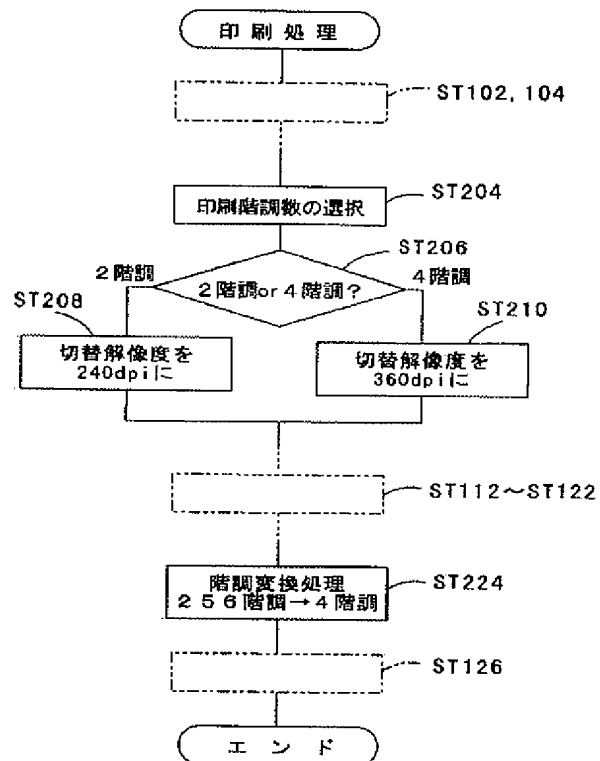 印刷処理
ST102,104
ST204
印刷階調数の選択
ST206
2階調
4階調
2階調or4階調?
ST208
ST210
切替解像度を
240dpiに
切替解像度を
360dpiに
ST112〜ST122
階調変換処理
256階調→4階調
ST224
ST126
エンド